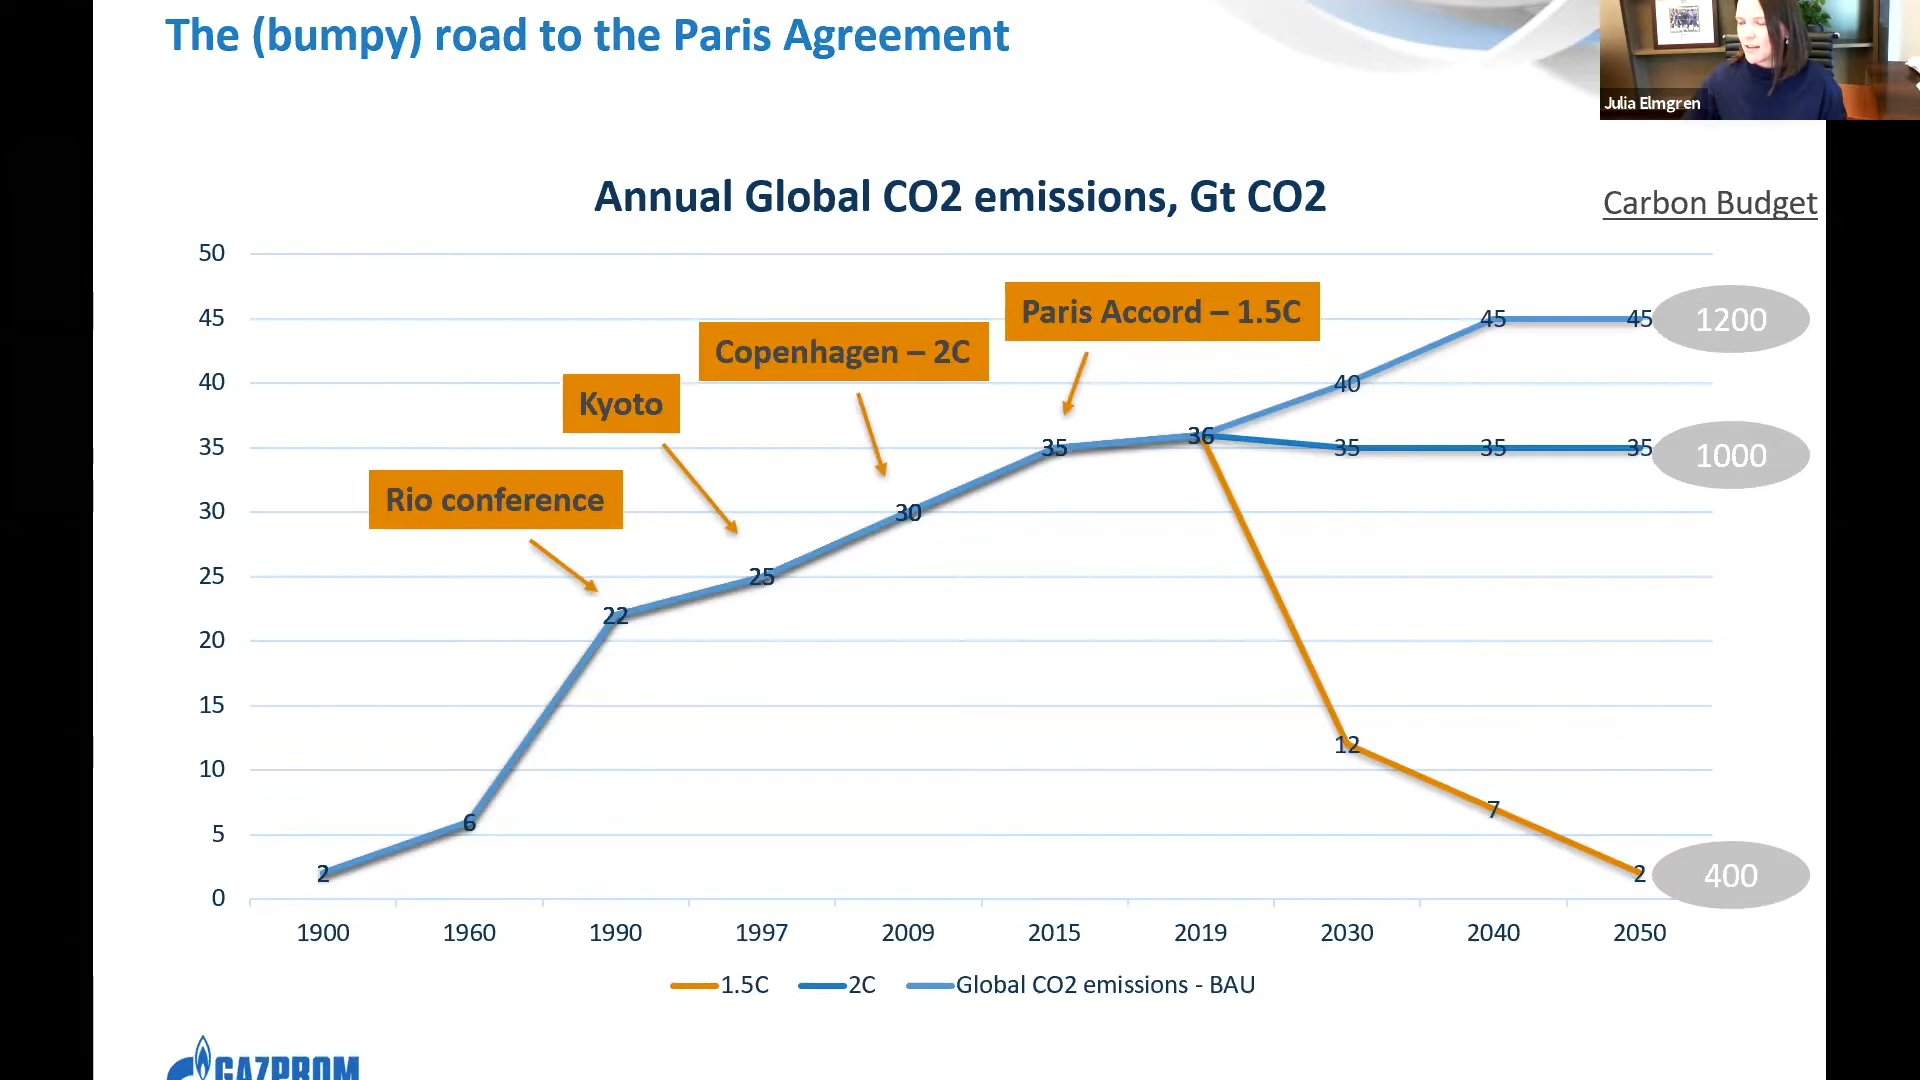 The (bumpy) road to the Paris Agreement
Julia Elmgren
Annual Global CO2 emissions, Gt CO2
Carbon Budget
50
45
40
35
30
25
20
15
10
5
0
Rio conference
Kyoto
Copenhagen – 2C
Paris Accord – 1.5C
2
6
22
25
30
35
36
40
45
45
35
35
35
12
7
2
1200
1000
400
1900 1960 1990 1997 2009 2015 2019 2030 2040 2050
1.5C 2C Global CO2 emissions - BAU
GAZPROM